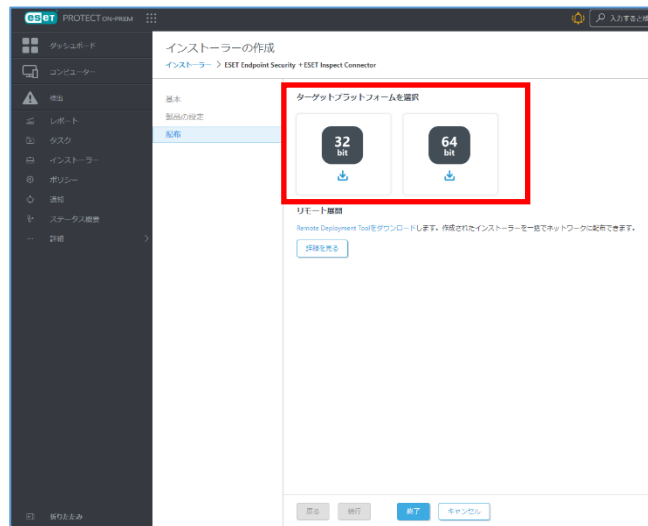 eset PROTECT ON-PREM
入力すると検
ダッシュボード
コンピューター
検出
レポート
タスク
インストーラー
ポリシー
通知
ステータス概要
詳細
折りたたみ
インストーラーの作成
インストーラー > ESET Endpoint Security +ESET Inspect Connector
基本
製品の設定
配布
ターゲットプラットフォームを選択
32
bit
64
bit
リモート展開
Remote Deployment Toolをダウンロードします。作成されたインストーラーを一括でネットワークに配布できます。
詳細を見る
戻る
続行
終了
キャンセル